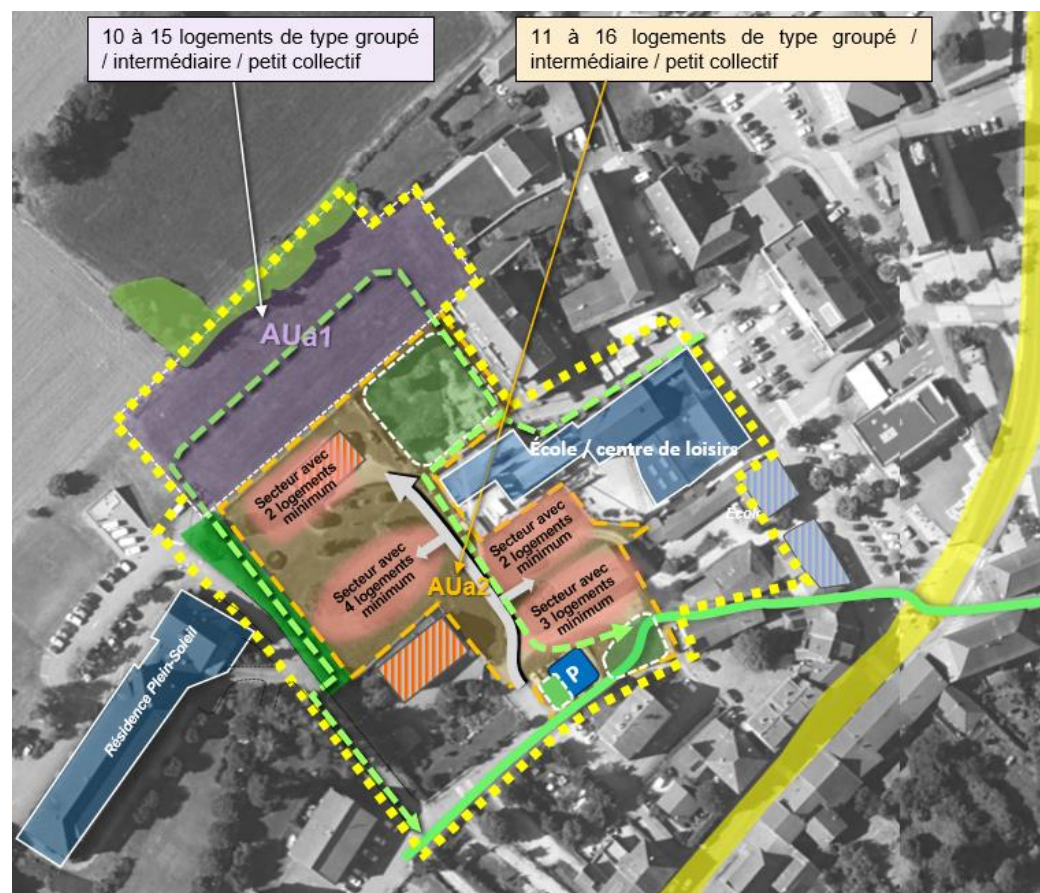 10 à 15 logements de type groupé
/ intermédiaire / petit collectif
11 à 16 logements de type groupé /
intermédiaire / petit collectif
AUa1
École / centre de loisirs
Secteur avec
2 logements
minimum
Secteur avec
2 logements
minimum
École
Secteur avec
4 logements
minimum
AUa2
Secteur avec
3 logements
minimum
P
Résidence Plein-Soleil